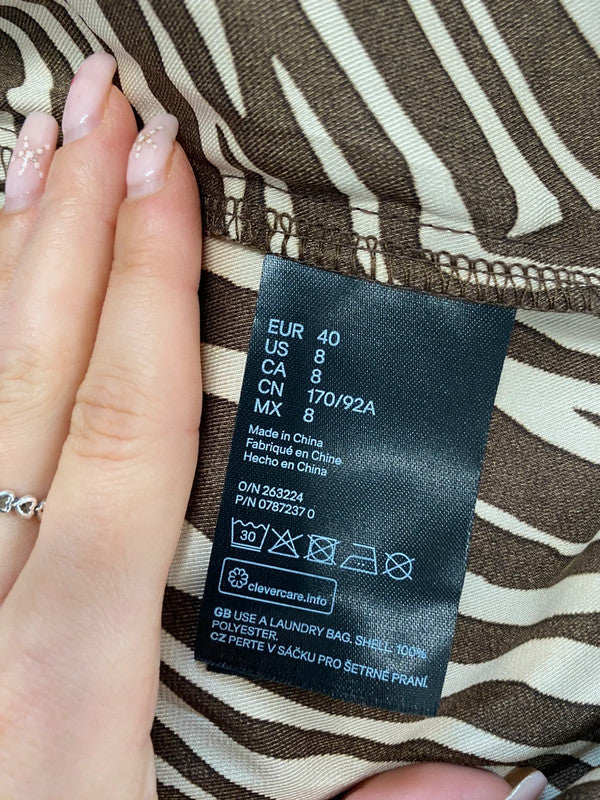 EUR 40
US 8
CA 8
CN 170/92A
MX 8
Made in China
Fabriqué en Chine
Hecho en China
O/N 263224
P/N 0787237 0
30
clevercare.info
GB USE A LAUNDRY BAG. SHELL: 100%
POLYESTER.
CZ PERTE V SÁČKU PRO ŠETRNÉ PRANÍ.